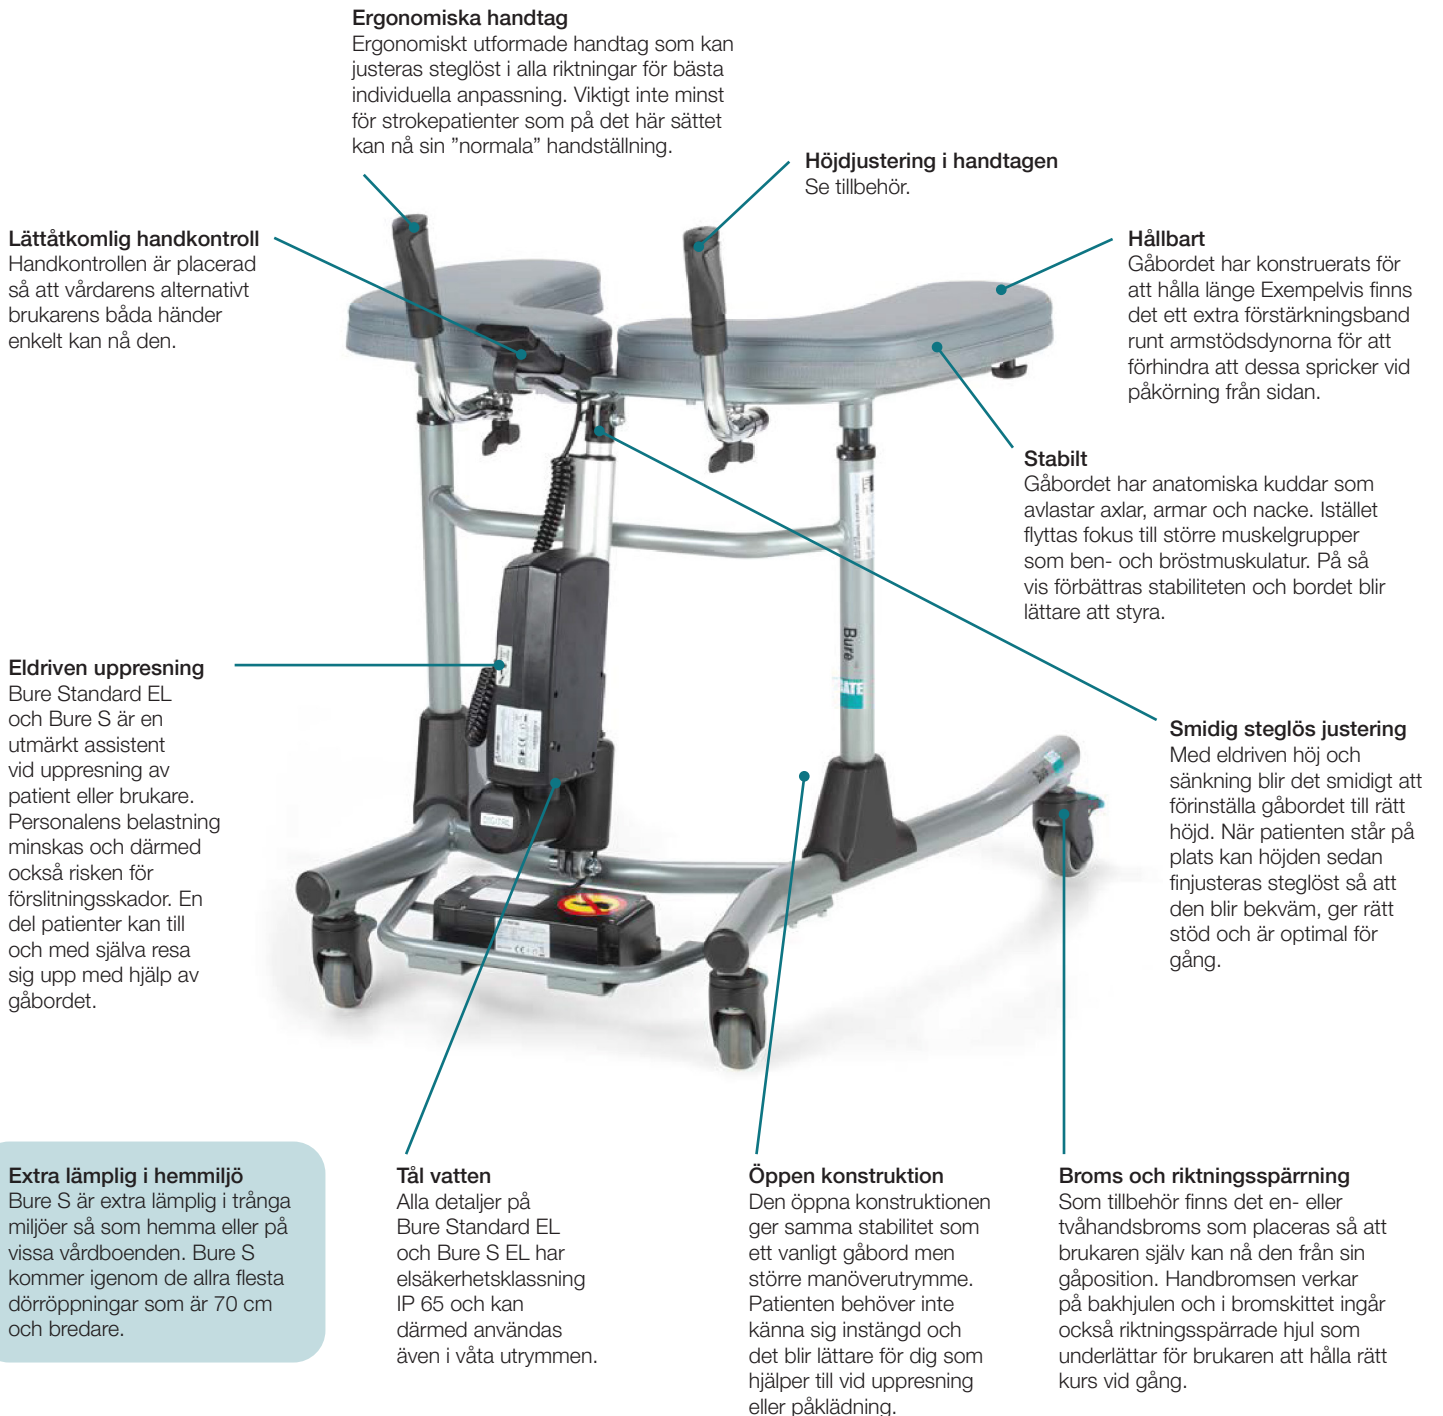 Ergonomiska handtag
Ergonomiskt utformade handtag som kan
justeras steglöst i alla riktningar för bästa
individuella anpassning. Viktigt inte minst
för strokepatienter som på det här sättet
kan nå sin ”normala” handställning.
Höjdjustering i handtagen
Se tillbehör.
Lättåtkomlig handkontroll
Handkontrollen är placerad
så att vårdarens alternativt
brukarens båda händer
enkelt kan nå den.
Hållbart
Gåbordet har konstruerats för
att hålla länge Exempelvis finns
det ett extra förstärkningsband
runt armstödsdynorna för att
förhindra att dessa spricker vid
påkörning från sidan.
Stabilt
Gåbordet har anatomiska kuddar som
avlastar axlar, armar och nacke. Istället
flyttas fokus till större muskelgrupper
som ben- och bröstmuskulatur. På så
vis förbättras stabiliteten och bordet blir
lättare att styra.
Bure
GATE
DIGITAL
Eldriven uppresning
Bure Standard EL
och Bure S är en
utmärkt assistent
vid uppresning av
patient eller brukare.
Personalens belastning
minskas och därmed
också risken för
förslitningsskador. En
del patienter kan till
och med själva resa
sig upp med hjälp av
gåbordet.
Smidig steglös justering
Med eldriven höj och
sänkning blir det smidigt att
förinställa gåbordet till rätt
höjd. När patienten står på
plats kan höjden sedan
finjusteras steglöst så att
den blir bekväm, ger rätt
stöd och är optimal för
gång.
Extra lämplig i hemmiljö
Bure S är extra lämplig i trånga
miljöer så som hemma eller på
vissa vårdboenden. Bure S
kommer igenom de allra flesta
dörröppningar som är 70 cm
och bredare.
Tål vatten
Alla detaljer på
Bure Standard EL
och Bure S EL har
elsäkerhetsklassning
IP 65 och kan
därmed användas
även i våta utrymmen.
Öppen konstruktion
Den öppna konstruktionen
ger samma stabilitet som
ett vanligt gåbord men
större manöverutrymme.
Patienten behöver inte
känna sig instängd och
det blir lättare för dig som
hjälper till vid uppresning
eller påklädning.
Broms och riktningsspärrning
Som tillbehör finns det en- eller
tvåhandsbroms som placeras så att
brukaren själv kan nå den från sin
gåposition. Handbromsen verkar
på bakhjulen och i bromskittet ingår
också riktningsspärrade hjul som
underlättar för brukaren att hålla rätt
kurs vid gång.